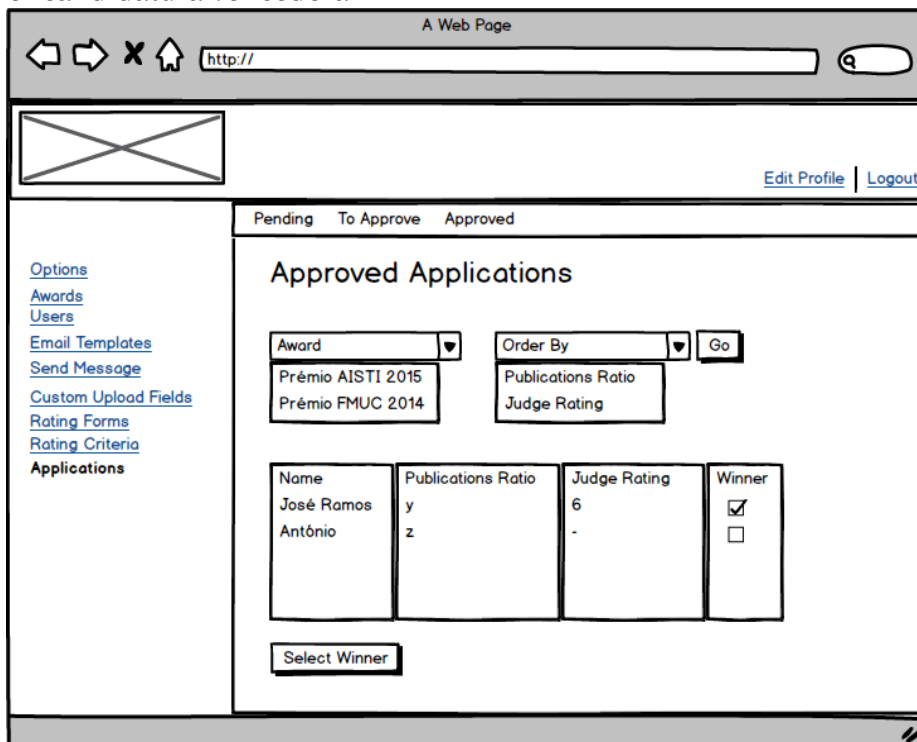 A Web Page
http://
Edit Profile Logout
Pending To Approve Approved
Options
Awards
Users
Email Templates
Send Message
Custom Upload Fields
Rating Forms
Rating Criteria
Applications
Approved Applications
Award Order By Go
Prémio AISTI 2015 Publications Ratio
Prémio FMUC 2014 Judge Rating
Name Publications Ratio Judge Rating Winner
José Ramos y 6
António z -
Select Winner